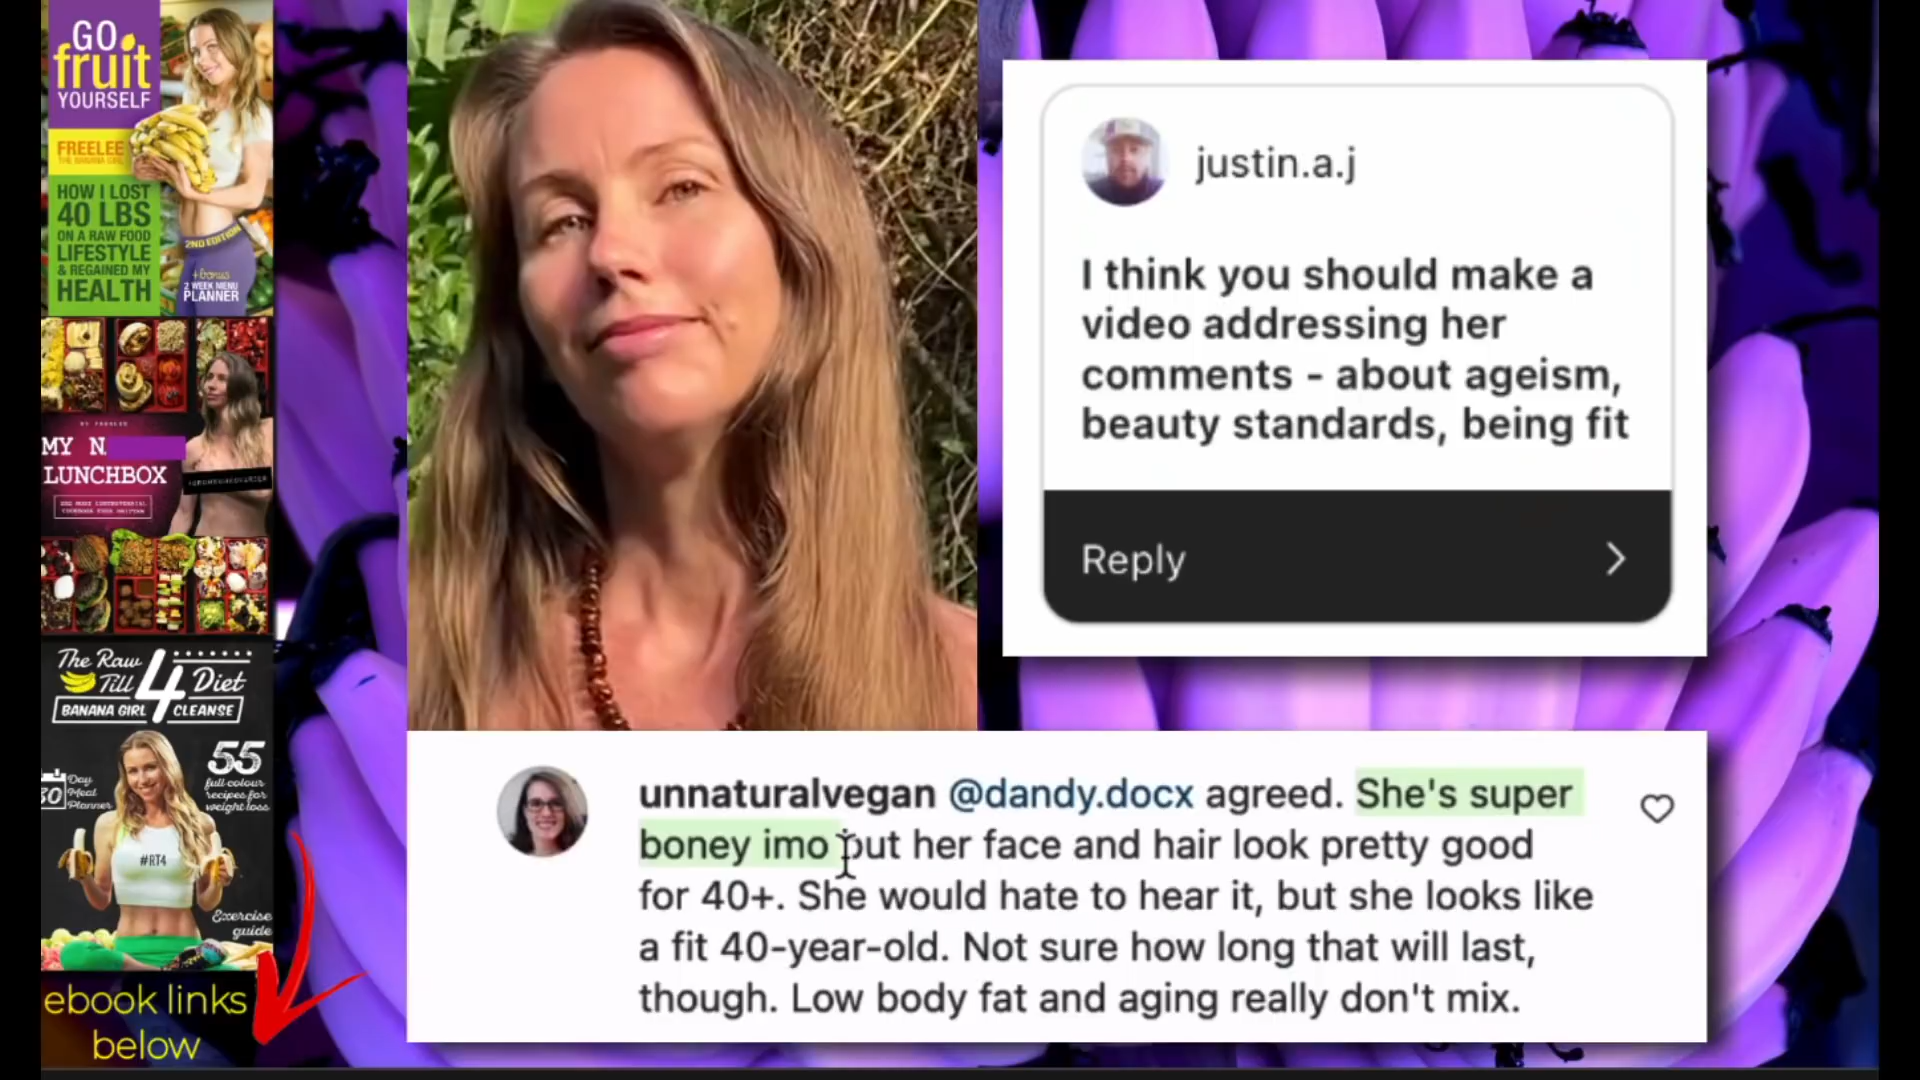 GO
fruit
YOURSELF
FREELEE
THE BANANA GIRL
HOW I LOST
40 LBS
ON A RAW FOOD
LIFESTYLE
& REGAINED MY
HEALTH
2ND EDITION
+bonus
2 WEEK MENU
PLANNER
BY FREELEE
MY N.
LUNCHBOX
The Raw
Till 4 Diet
BANANA GIRL CLEANSE
30 Day
Meal
Planner
55
full-colour
recipes for
weight loss
#RT4
Exercise
guide
ebook links
below
justin.a.j
I think you should make a
video addressing her
comments - about ageism,
beauty standards, being fit
Reply
unnaturalvegan @dandy.docx agreed. She's super
boney imo but her face and hair look pretty good
for 40+. She would hate to hear it, but she looks like
a fit 40-year-old. Not sure how long that will last,
though. Low body fat and aging really don't mix.